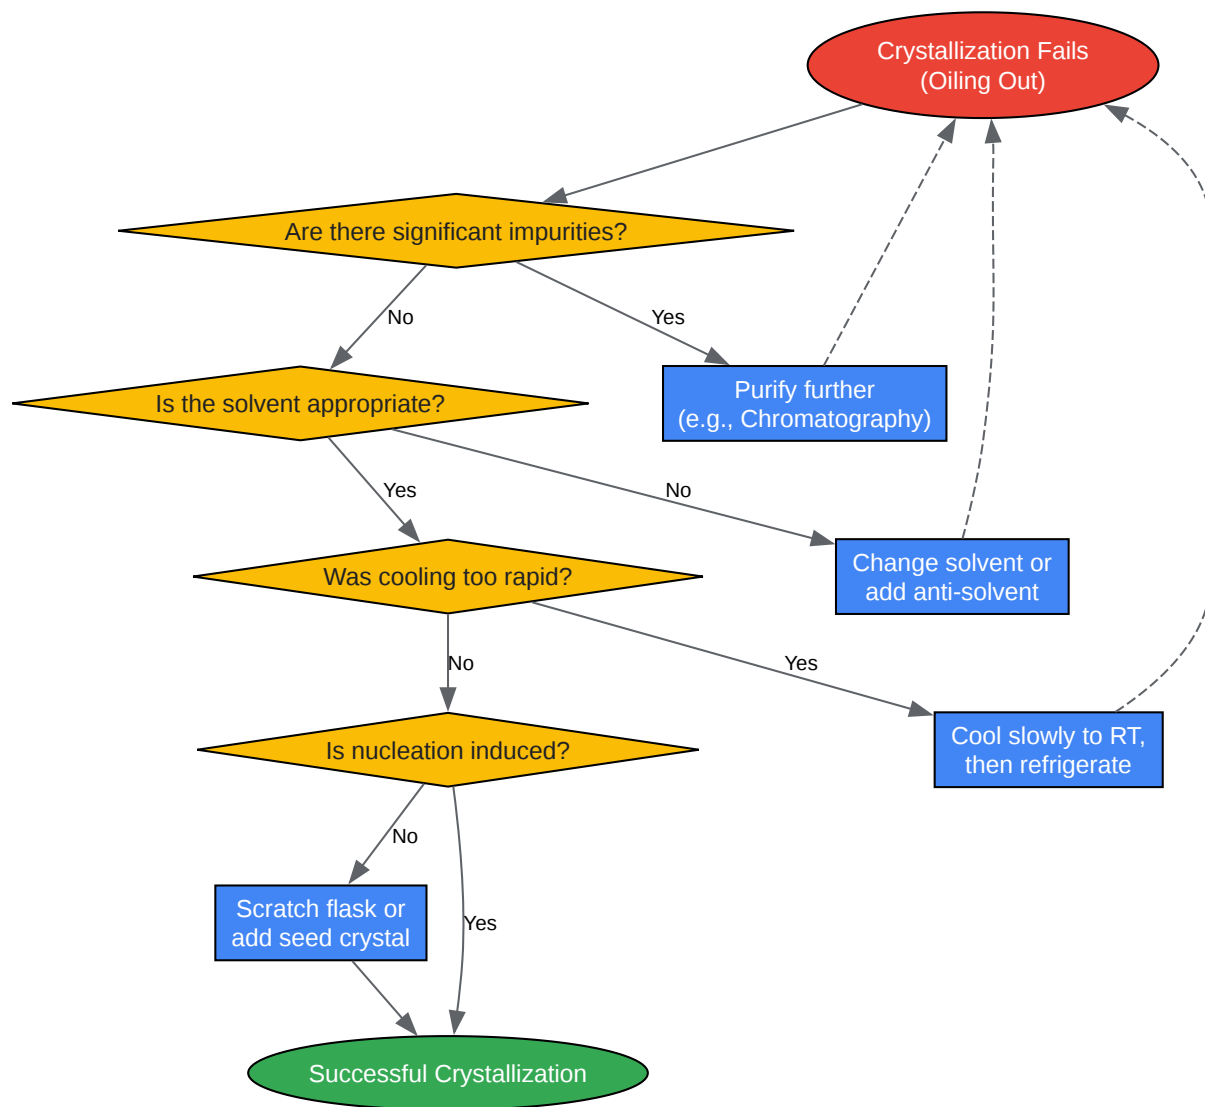 Crystallization Fails
(Oiling Out)
Are there significant impurities?
No
Yes
Is the solvent appropriate?
Purify further
(e.g., Chromatography)
Yes
No
Was cooling too rapid?
Change solvent or
add anti-solvent
No
Yes
Is nucleation induced?
Cool slowly to RT,
then refrigerate
No
Scratch flask or
add seed crystal
Yes
Successful Crystallization